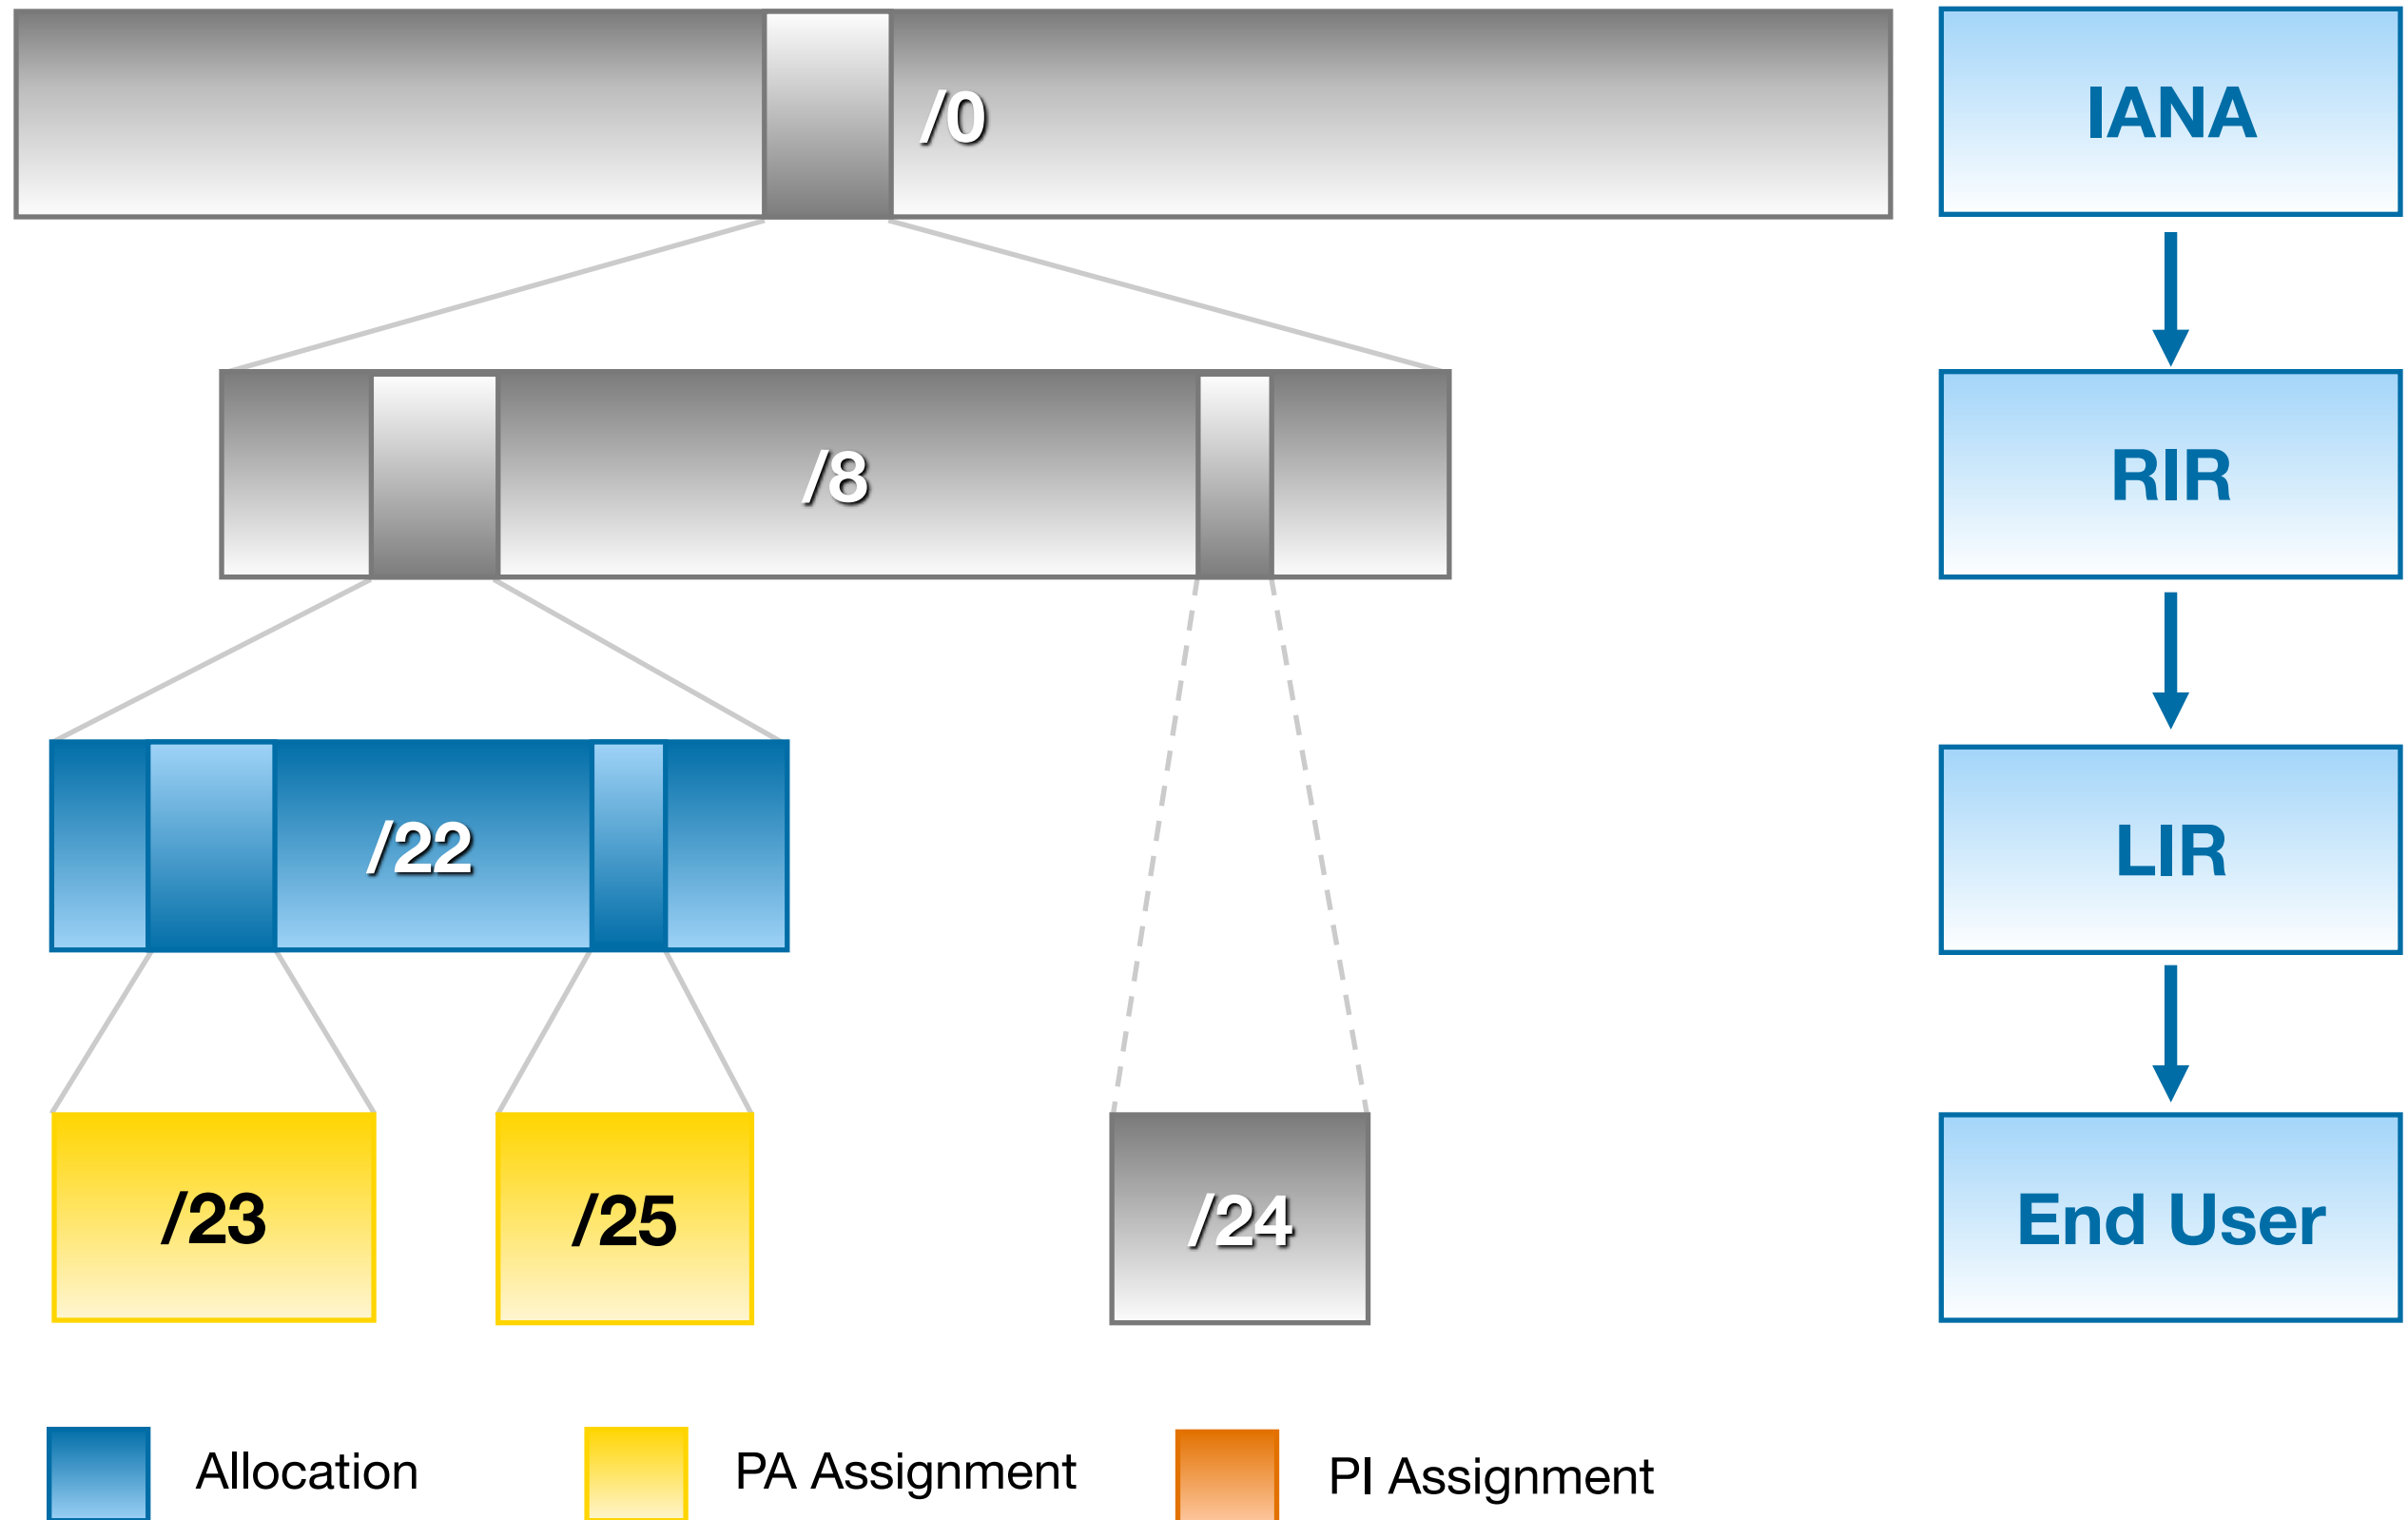 /0
IANA
/8
RIR
/22
LIR
/23
/25
/24
End User
Allocation
PA Assignment
PI Assignment